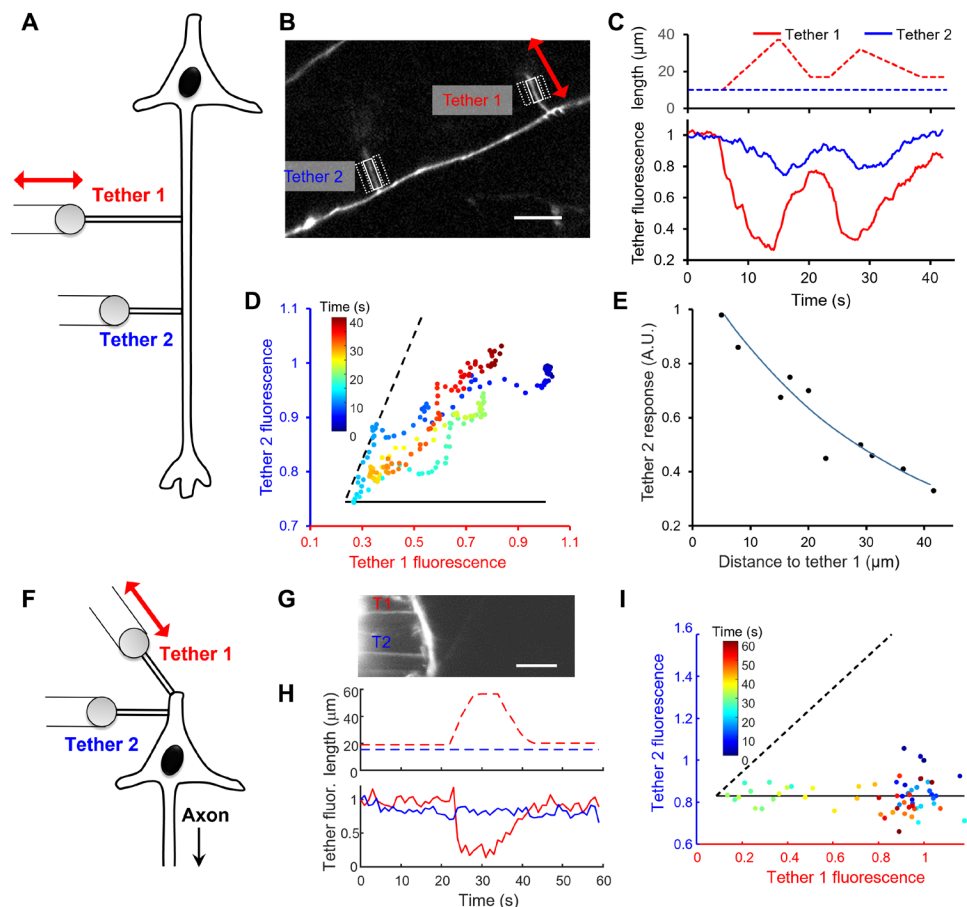 A
Tether 1
Tether 2
B
Tether 1
Tether 2
C
Tether 1
Tether 2
length (µm)
40
20
0
Tether fluorescence
1
0.8
0.6
0.4
0.2
0
10
20
30
40
Time (s)
D
Time (s)
40
30
20
10
0
Tether 2 fluorescence
1.1
1
0.9
0.8
0.7
0.1
0.3
0.5
0.7
0.9
1.1
Tether 1 fluorescence
E
Tether 2 response (A.U.)
1
0.8
0.6
0.4
0.2
0
10
20
30
40
Distance to tether 1 (µm)
F
Tether 1
Tether 2
Axon
G
T1
T2
H
length (µm)
60
40
20
0
Tether fluor.
1
0.5
0
0
10
20
30
40
50
60
Time (s)
I
Time (s)
60
50
40
30
20
10
0
Tether 2 fluorescence
1.6
1.4
1.2
1
0.8
0.6
0
0.2
0.4
0.6
0.8
1
Tether 1 fluorescence